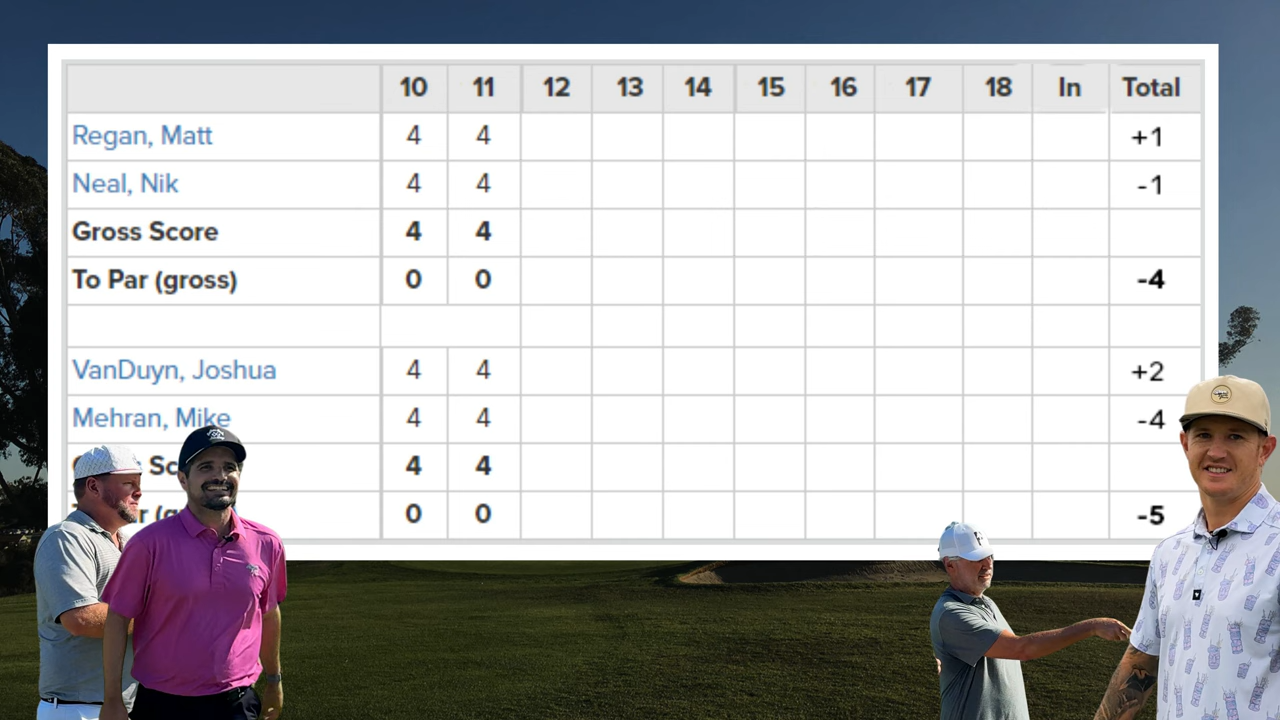 10 11 12 13 14 15 16 17 18 In Total
Regan, Matt 4 4 +1
Neal, Nik 4 4 -1
Gross Score 4 4
To Par (gross) 0 0 -4
VanDuyn, Joshua 4 4 +2
Mehran, Mike 4 4 -4
Sc 4 4
r (g 0 0 -5